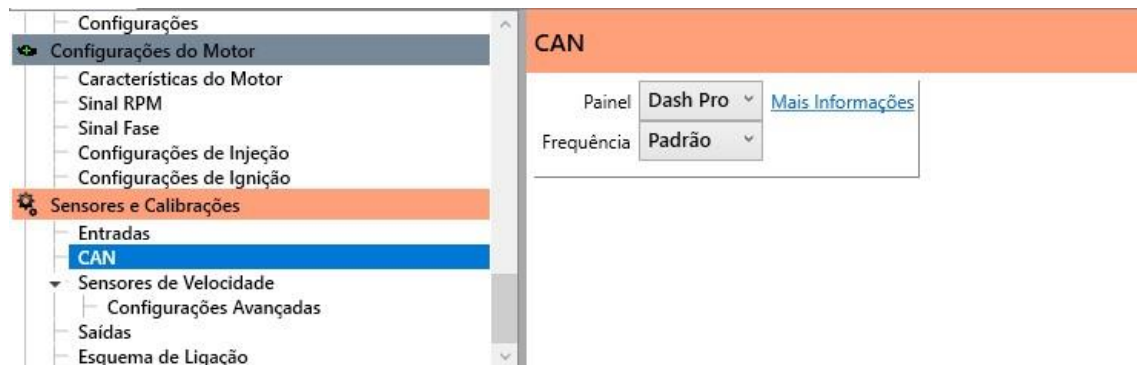 Configurações
Configurações do Motor
Características do Motor
Sinal RPM
Sinal Fase
Configurações de Injeção
Configurações de Ignição
Sensores e Calibrações
Entradas
CAN
Sensores de Velocidade
Configurações Avançadas
Saídas
Esquema de Ligação
CAN
Painel Dash Pro Mais Informações
Frequência Padrão